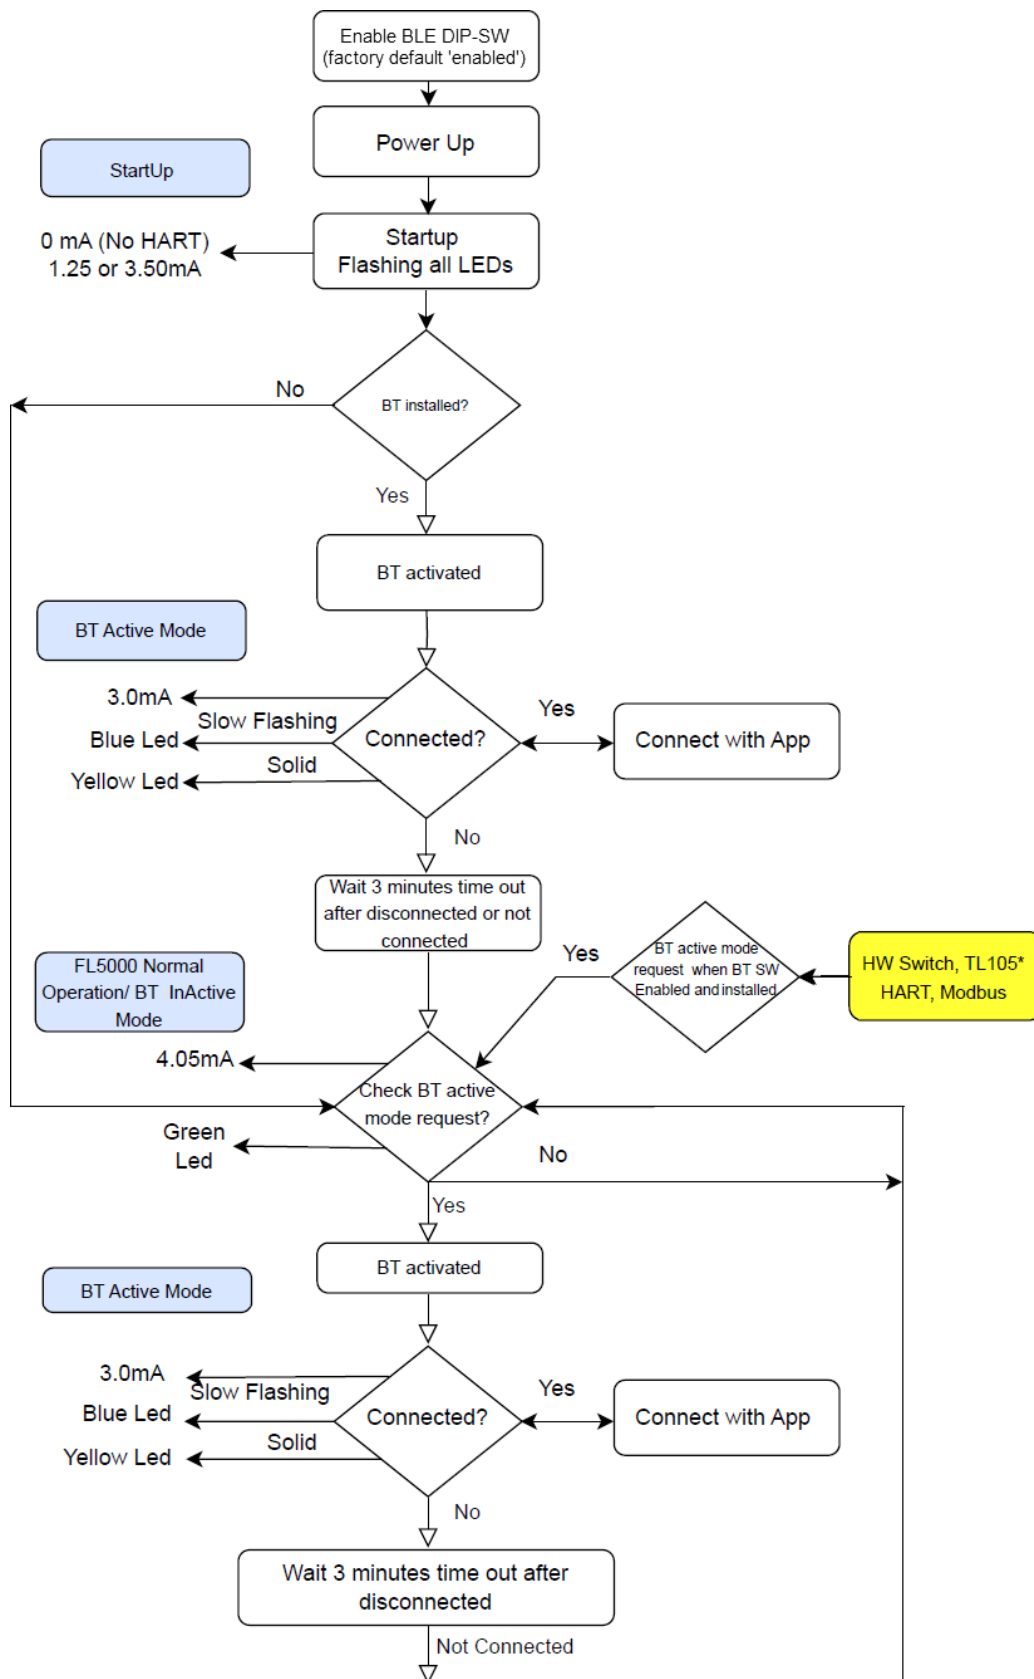 Enable BLE DIP-SW
(factory default 'enabled')
Power Up
StartUp
Startup
Flashing all LEDs
0 mA (No HART)
1.25 or 3.50mA
No
BT installed?
Yes
BT activated
BT Active Mode
3.0mA
Slow Flashing
Blue Led
Solid
Yellow Led
Connected?
Yes
Connect with App
No
Wait 3 minutes time out
after disconnected or not
connected
Yes
BT active mode
request when BT SW
Enabled and installed
HW Switch, TL105*
HART, Modbus
FL5000 Normal
Operation/ BT InActive
Mode
4.05mA
Check BT active
mode request?
Green
Led
No
Yes
BT activated
BT Active Mode
3.0mA
Slow Flashing
Blue Led
Solid
Yellow Led
Connected?
Yes
Connect with App
No
Wait 3 minutes time out after
disconnected
Not Connected